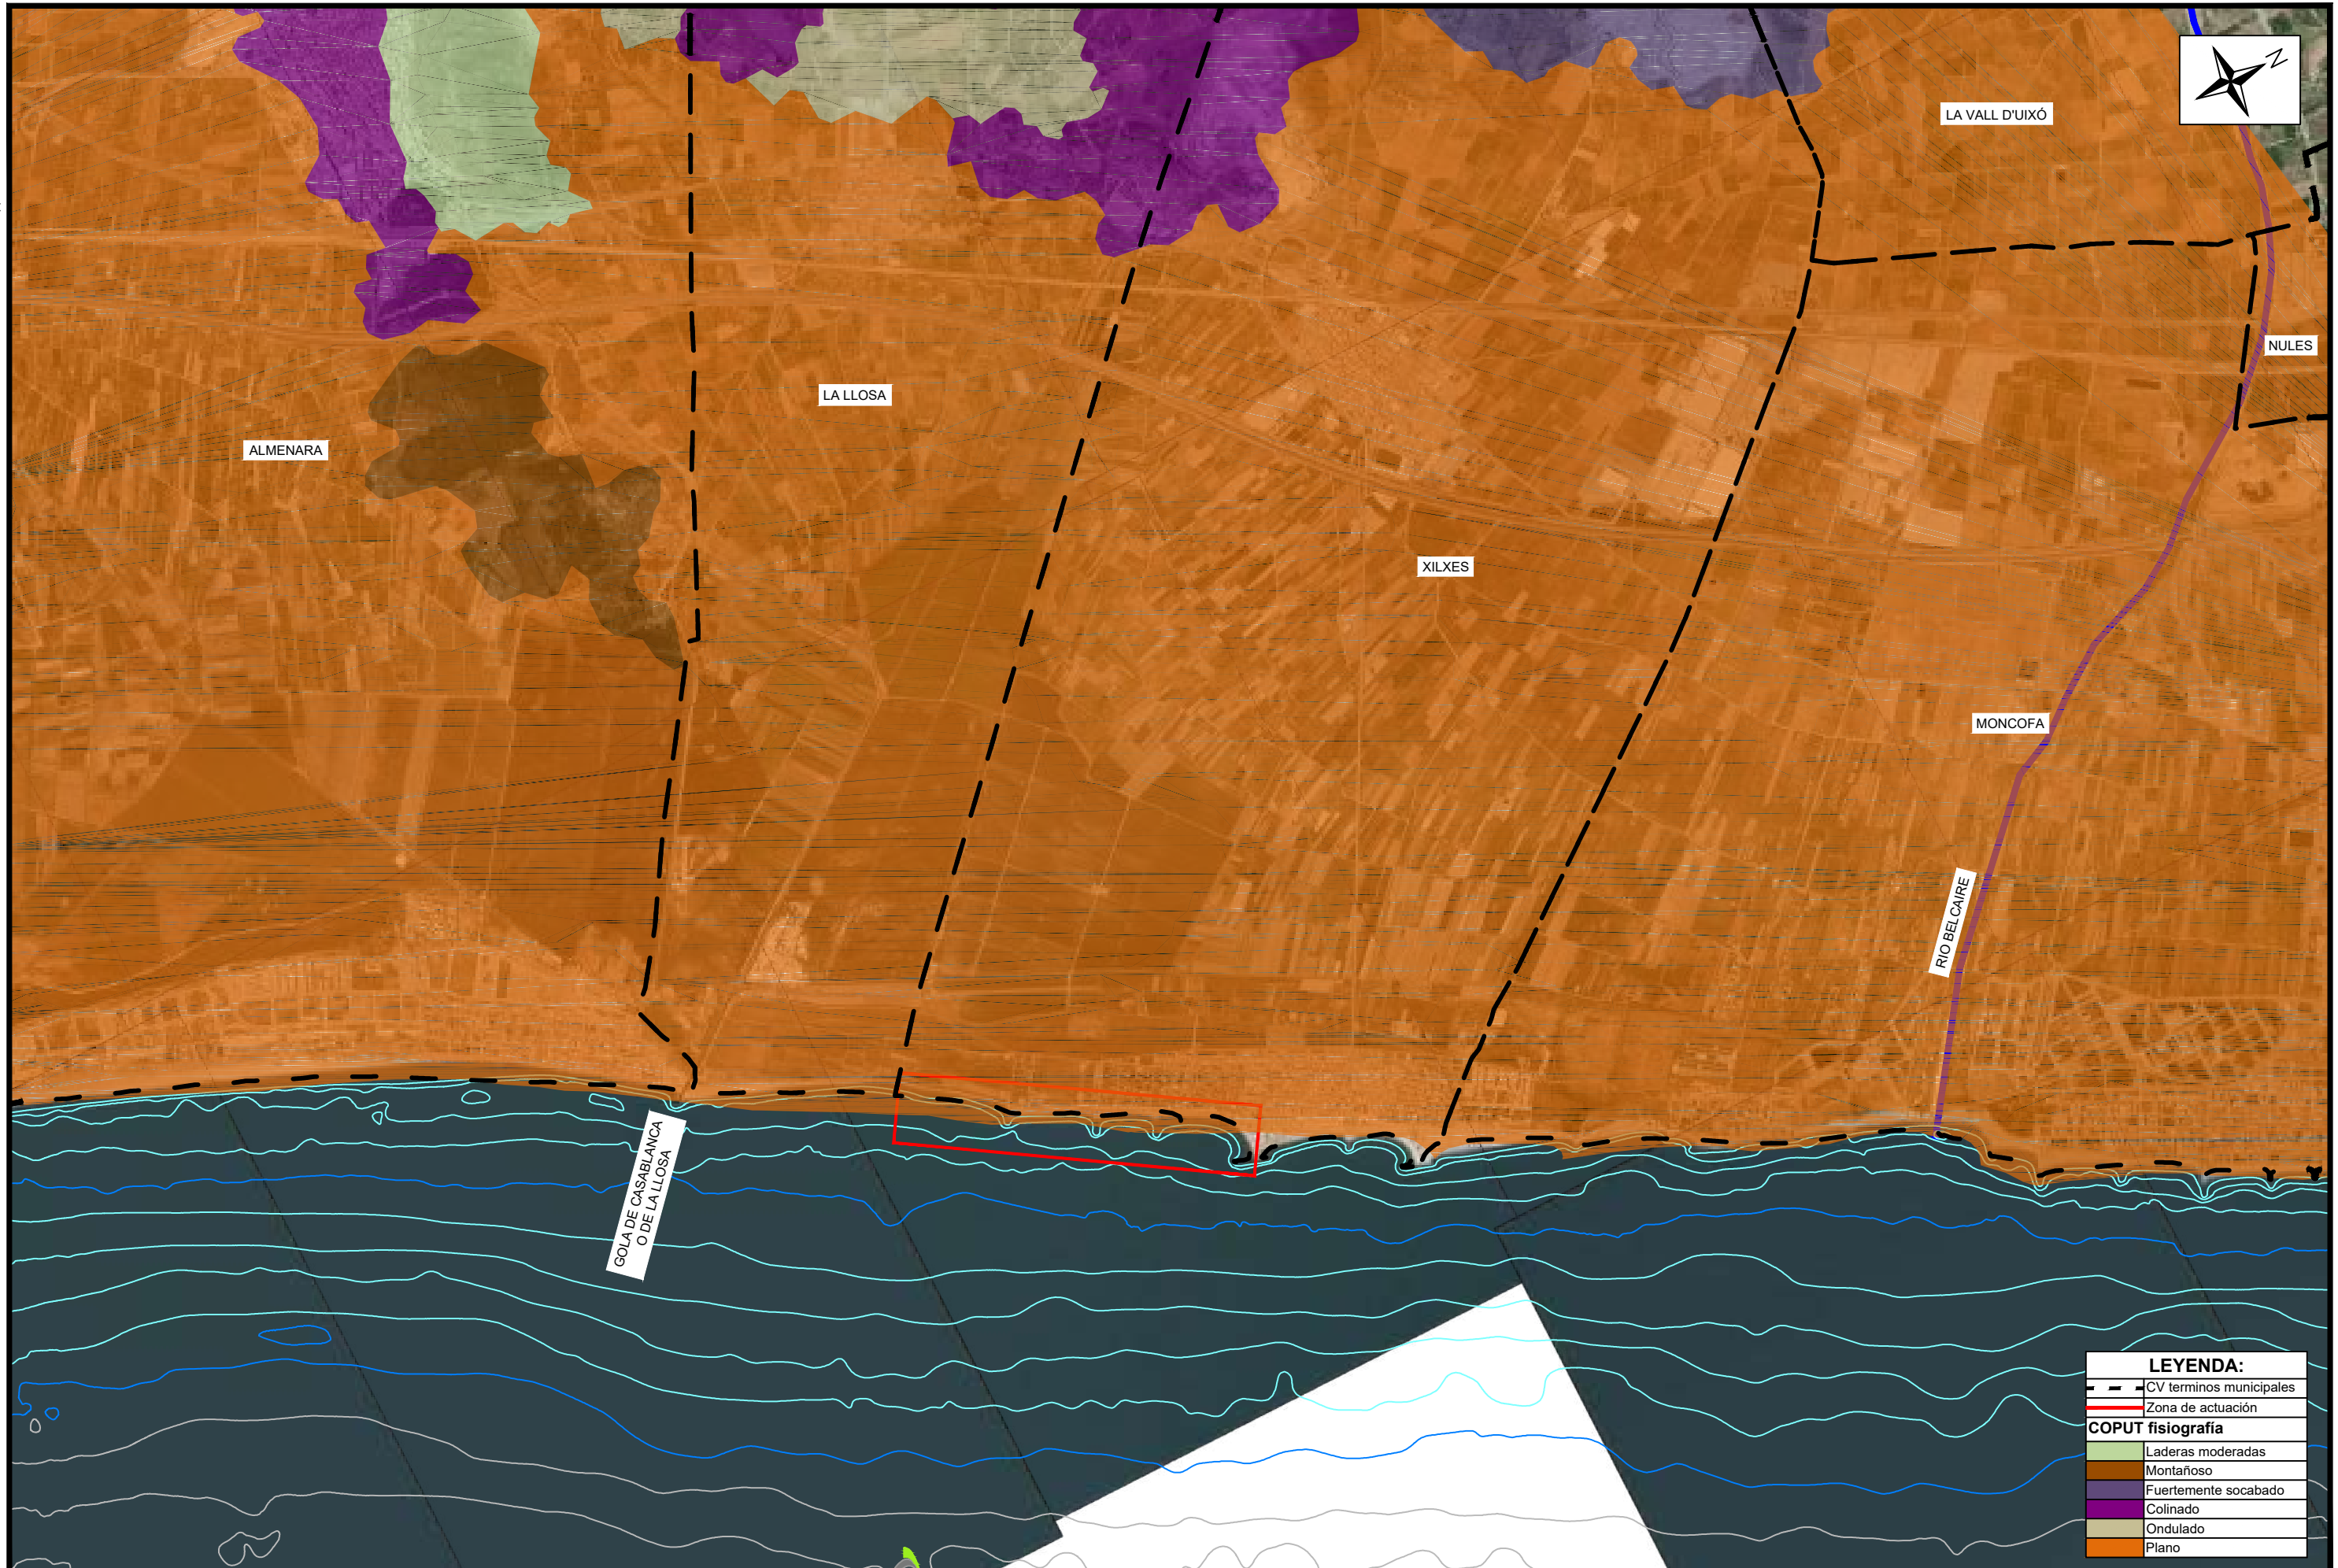 N
LA VALL D'UIXÓ
NULES
LA LLOSA
ALMENARA
XILXES
MONCOFA
RIO BELCAIRE
GOLA DE CASABLANCA
O DE LA LLOSA
LEYENDA:
CV terminos municipales
Zona de actuación
COPUT fisiografía
Laderas moderadas
Montañoso
Fuertemente socabado
Colinado
Ondulado
Plano